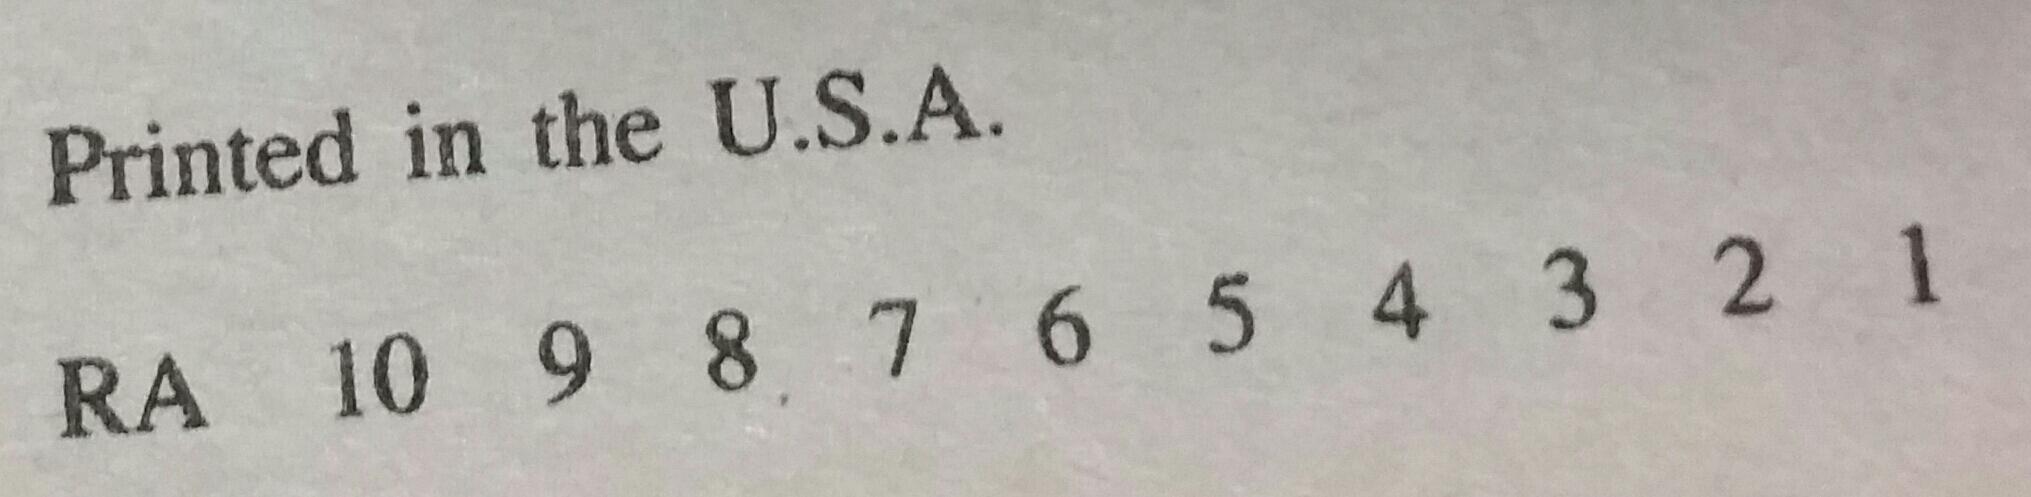 Printed in the U.S.A.
RA 10 9 8 7 6 5 4 3 2 1